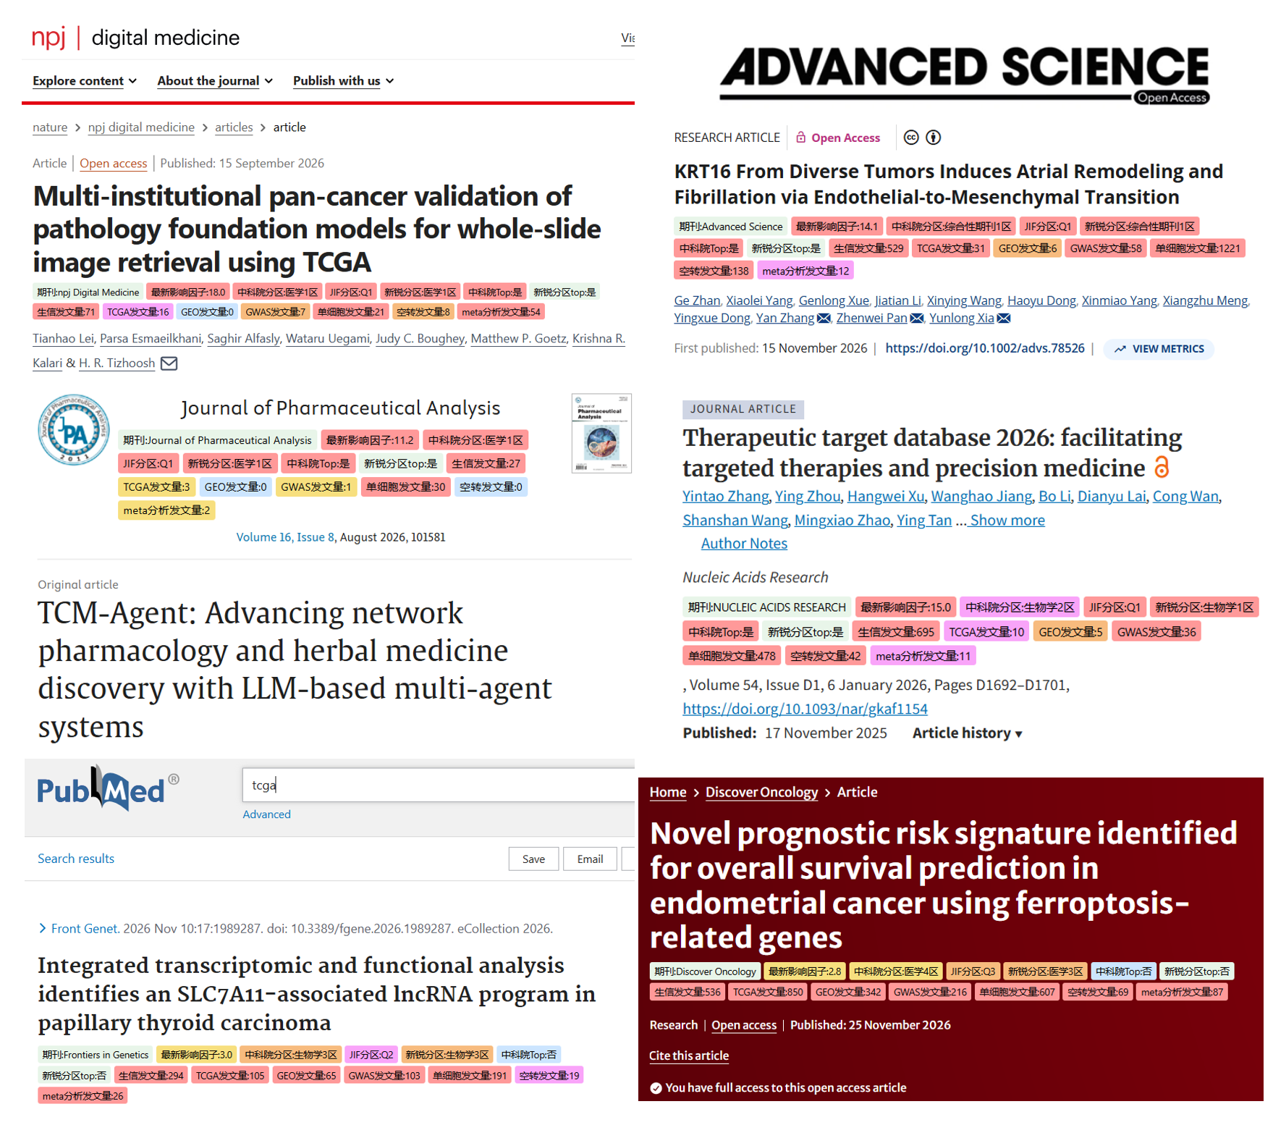 npj | digital medicine
Vi
Explore content
About the journal
Publish with us
nature > npj digital medicine > articles > article
Article | Open access | Published: 15 September 2026
Multi-institutional pan-cancer validation of
pathology foundation models for whole-slide
image retrieval using TCGA
期刊:npj Digital Medicine 最新影响因子:18.0 中科院分区:医学1区 JIF分区:Q1 新锐分区:医学1区 中科院Top:是 新锐分区top:是
生信发文量:71 TCGA发文量:16 GEO发文量:0 GWAS发文量:7 单细胞发文量:21 空转发文量:8 meta分析发文量:54
Tianhao Lei, Parsa Esmaeilkhani, Saghir Alfasly, Wataru Uegami, Judy C. Boughey, Matthew P. Goetz, Krishna R.
Kalari & H. R. Tizhoosh
JPA
2011
Journal of Pharmaceutical Analysis
Journal of
Pharmaceutical
Analysis
期刊:Journal of Pharmaceutical Analysis 最新影响因子:11.2 中科院分区:医学1区
JIF分区:Q1 新锐分区:医学1区 中科院Top:是 新锐分区top:是 生信发文量:27
TCGA发文量:3 GEO发文量:0 GWAS发文量:1 单细胞发文量:30 空转发文量:0
meta分析发文量:2
Volume 16, Issue 8, August 2026, 101581
Original article
TCM-Agent: Advancing network
pharmacology and herbal medicine
discovery with LLM-based multi-agent
systems
PubMed®
tcga
Advanced
Search results
Save
Email
> Front Genet. 2026 Nov 10:17:1989287. doi: 10.3389/fgene.2026.1989287. eCollection 2026.
Integrated transcriptomic and functional analysis
identifies an SLC7A11-associated lncRNA program in
papillary thyroid carcinoma
期刊:Frontiers in Genetics 最新影响因子:3.0 中科院分区:生物学3区 JIF分区:Q2 新锐分区:生物学3区 中科院Top:否
新锐分区top:否 生信发文量:294 TCGA发文量:105 GEO发文量:65 GWAS发文量:103 单细胞发文量:191 空转发文量:19
meta分析发文量:26
ADVANCED SCIENCE
Open Access
RESEARCH ARTICLE | Open Access
KRT16 From Diverse Tumors Induces Atrial Remodeling and
Fibrillation via Endothelial-to-Mesenchymal Transition
期刊:Advanced Science 最新影响因子:14.1 中科院分区:综合性期刊1区 JIF分区:Q1 新锐分区:综合性期刊1区
中科院Top:是 新锐分区top:是 生信发文量:529 TCGA发文量:31 GEO发文量:6 GWAS发文量:58 单细胞发文量:1221
空转发文量:138 meta分析发文量:12
Ge Zhan, Xiaolei Yang, Genlong Xue, Jiatian Li, Xinying Wang, Haoyu Dong, Xinmiao Yang, Xiangzhu Meng,
Yingxue Dong, Yan Zhang, Zhenwei Pan, Yunlong Xia
First published: 15 November 2026 | https://doi.org/10.1002/advs.78526 | VIEW METRICS
JOURNAL ARTICLE
Therapeutic target database 2026: facilitating
targeted therapies and precision medicine
Yintao Zhang, Ying Zhou, Hangwei Xu, Wanghao Jiang, Bo Li, Dianyu Lai, Cong Wan,
Shanshan Wang, Mingxiao Zhao, Ying Tan ... Show more
Author Notes
Nucleic Acids Research
期刊:NUCLEIC ACIDS RESEARCH 最新影响因子:15.0 中科院分区:生物学2区 JIF分区:Q1 新锐分区:生物学1区
中科院Top:是 新锐分区top:是 生信发文量:695 TCGA发文量:10 GEO发文量:5 GWAS发文量:36
单细胞发文量:478 空转发文量:42 meta分析发文量:11
, Volume 54, Issue D1, 6 January 2026, Pages D1692–D1701,
https://doi.org/10.1093/nar/gkaf1154
Published: 17 November 2025 Article history ▾
Home > Discover Oncology > Article
Novel prognostic risk signature identified
for overall survival prediction in
endometrial cancer using ferroptosis-
related genes
期刊:Discover Oncology 最新影响因子:2.8 中科院分区:医学4区 JIF分区:Q3 新锐分区:医学3区 中科院Top:否 新锐分区top:否
生信发文量:536 TCGA发文量:850 GEO发文量:342 GWAS发文量:216 单细胞发文量:607 空转发文量:69 meta分析发文量:87
Research | Open access | Published: 25 November 2026
Cite this article
You have full access to this open access article